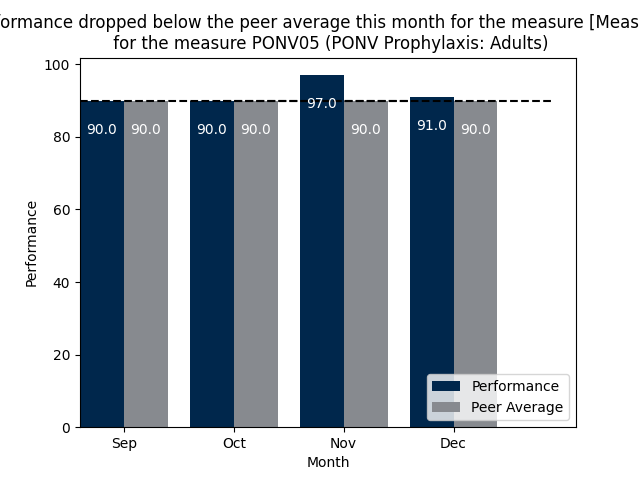 formance dropped below the peer average this month for the measure [Meas
for the measure PONV05 (PONV Prophylaxis: Adults)
100
80
60
40
20
0
Performance
90.0 90.0 90.0 90.0 97.0 90.0 91.0 90.0
Performance
Peer Average
Sep Oct Nov Dec
Month